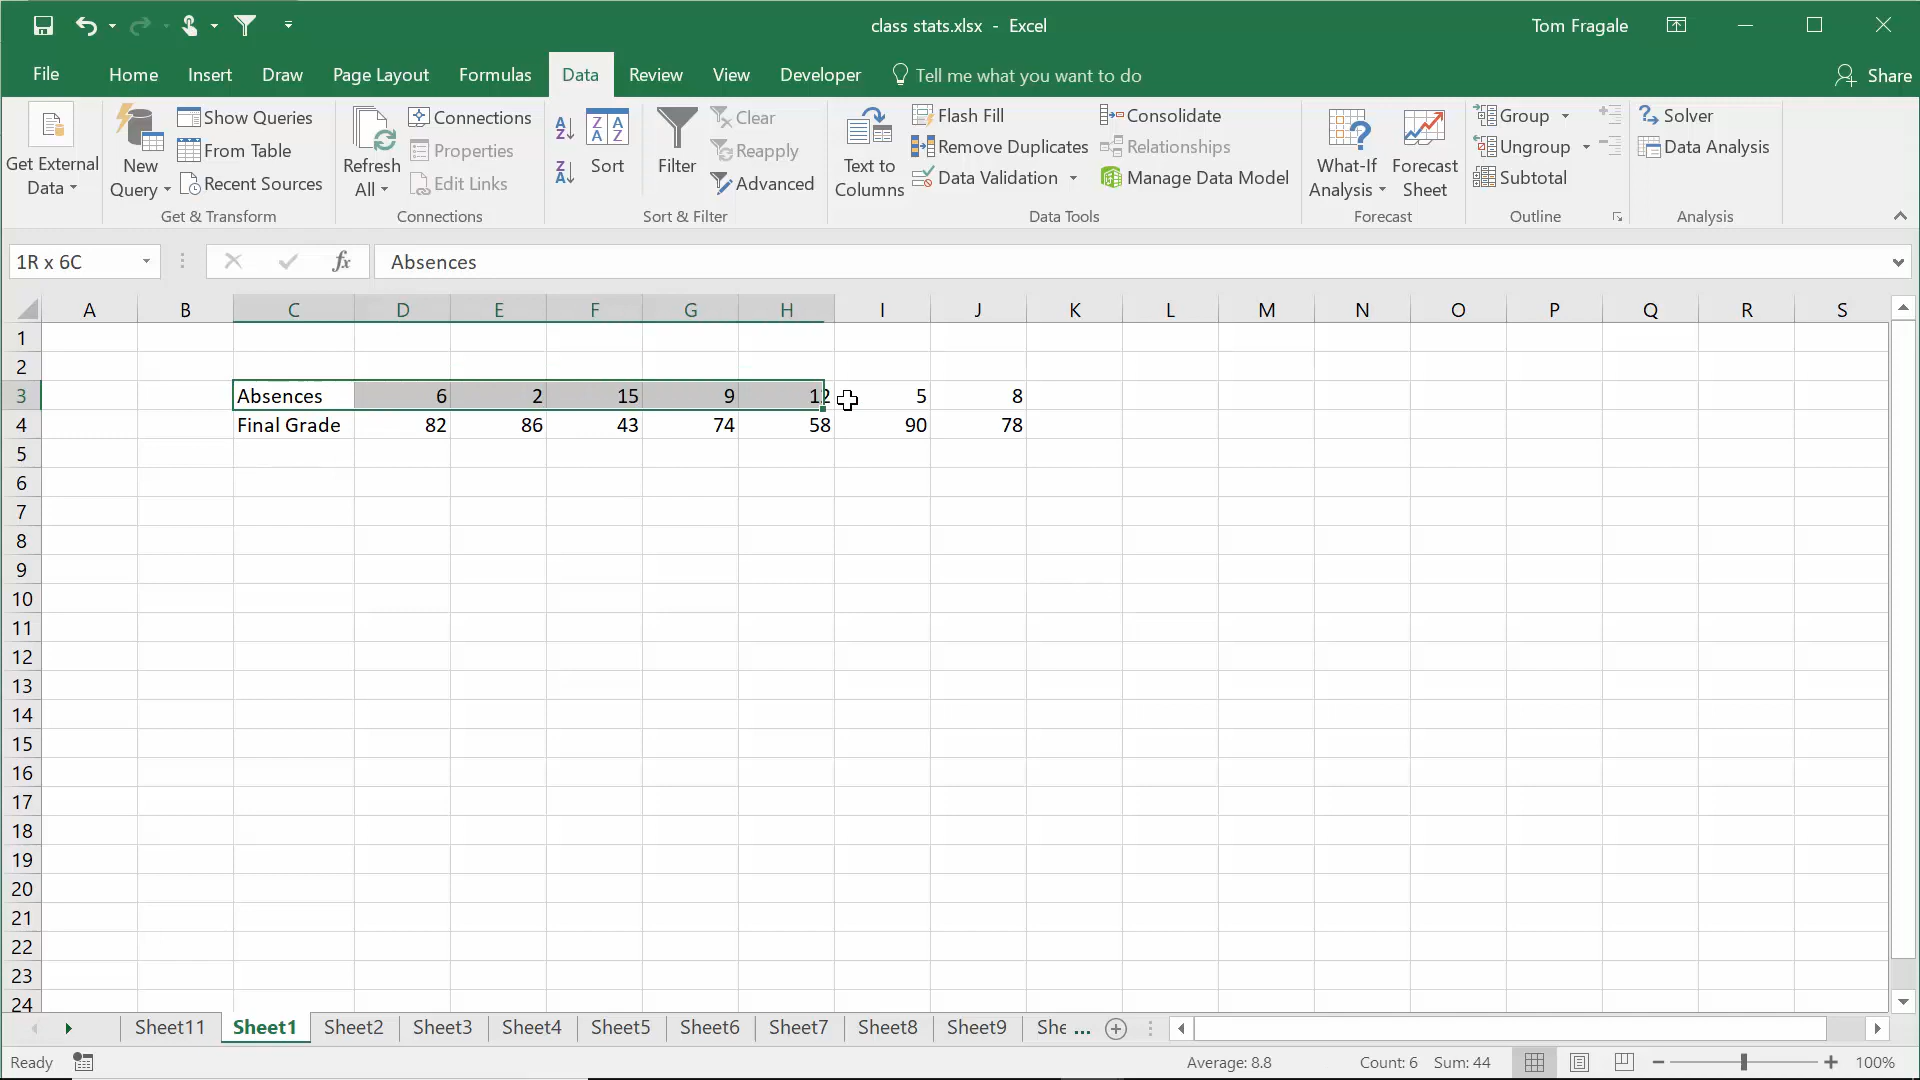 class stats.xlsx - Excel
Tom Fragale
File Home Insert Draw Page Layout Formulas Data Review View Developer Tell me what you want to do Share
Get External Data
New Query
Show Queries
From Table
Recent Sources
Get & Transform
Refresh All
Connections
Properties
Edit Links
Connections
A Z
Z A
Z A A Z
Sort
Filter
Clear
Reapply
Advanced
Sort & Filter
Text to Columns
Flash Fill
Remove Duplicates
Data Validation
Consolidate
Relationships
Manage Data Model
Data Tools
What-If Analysis
Forecast Sheet
Forecast
Group
Ungroup
Subtotal
Outline
Solver
Data Analysis
Analysis
1R x 6C fx Absences
A B C D E F G H I J K L M N O P Q R S
1
2
3 Absences 6 2 15 9 12 5 8
4 Final Grade 82 86 43 74 58 90 78
5
6
7
8
9
10
11
12
13
14
15
16
17
18
19
20
21
22
23
24
Sheet11 Sheet1 Sheet2 Sheet3 Sheet4 Sheet5 Sheet6 Sheet7 Sheet8 Sheet9 She ...
Ready Average: 8.8 Count: 6 Sum: 44 100%